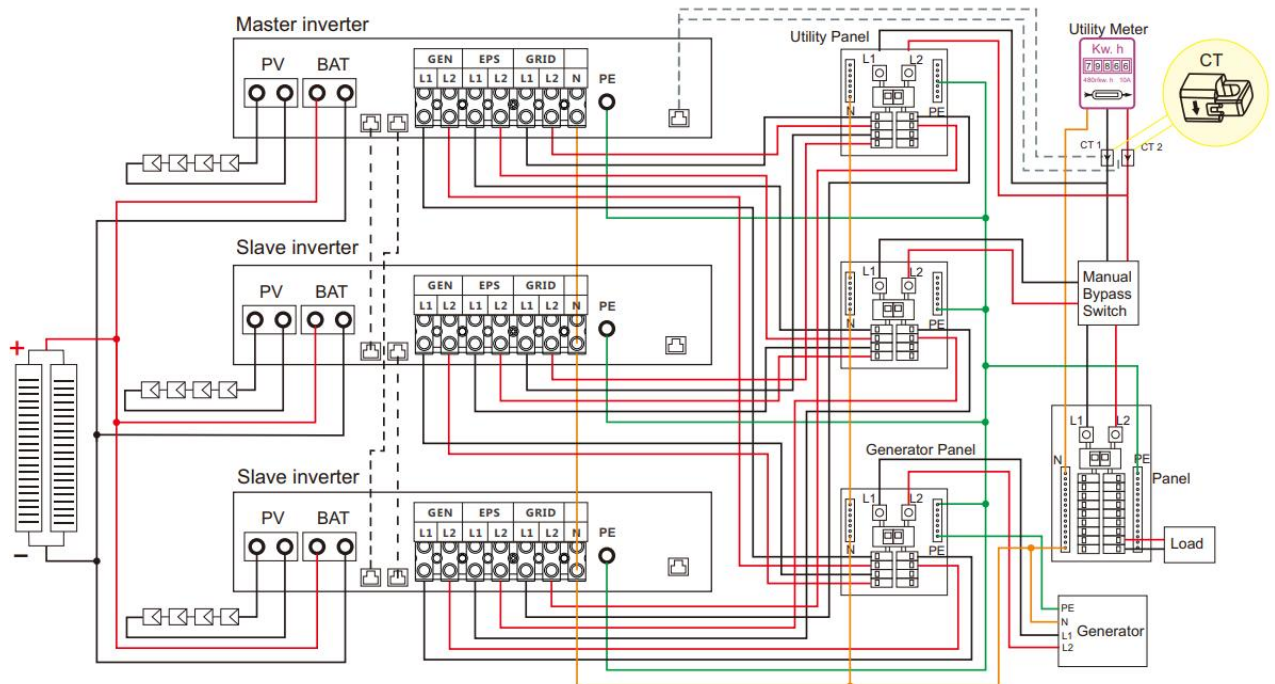 Master inverter
PV BAT
GEN EPS GRID
L1 L2 L1 L2 L1 L2 N PE
Slave inverter
PV BAT
GEN EPS GRID
L1 L2 L1 L2 L1 L2 N PE
Slave inverter
PV BAT
GEN EPS GRID
L1 L2 L1 L2 L1 L2 N PE
+
−
Utility Panel
L1 L2
N PE
L1 L2
N PE
Generator Panel
L1 L2
N PE
Utility Meter
Kw. h
79866
CT
CT 1 CT 2
Manual
Bypass
Switch
L1 L2
N PE
Panel
Load
PE
N
L1
L2
Generator